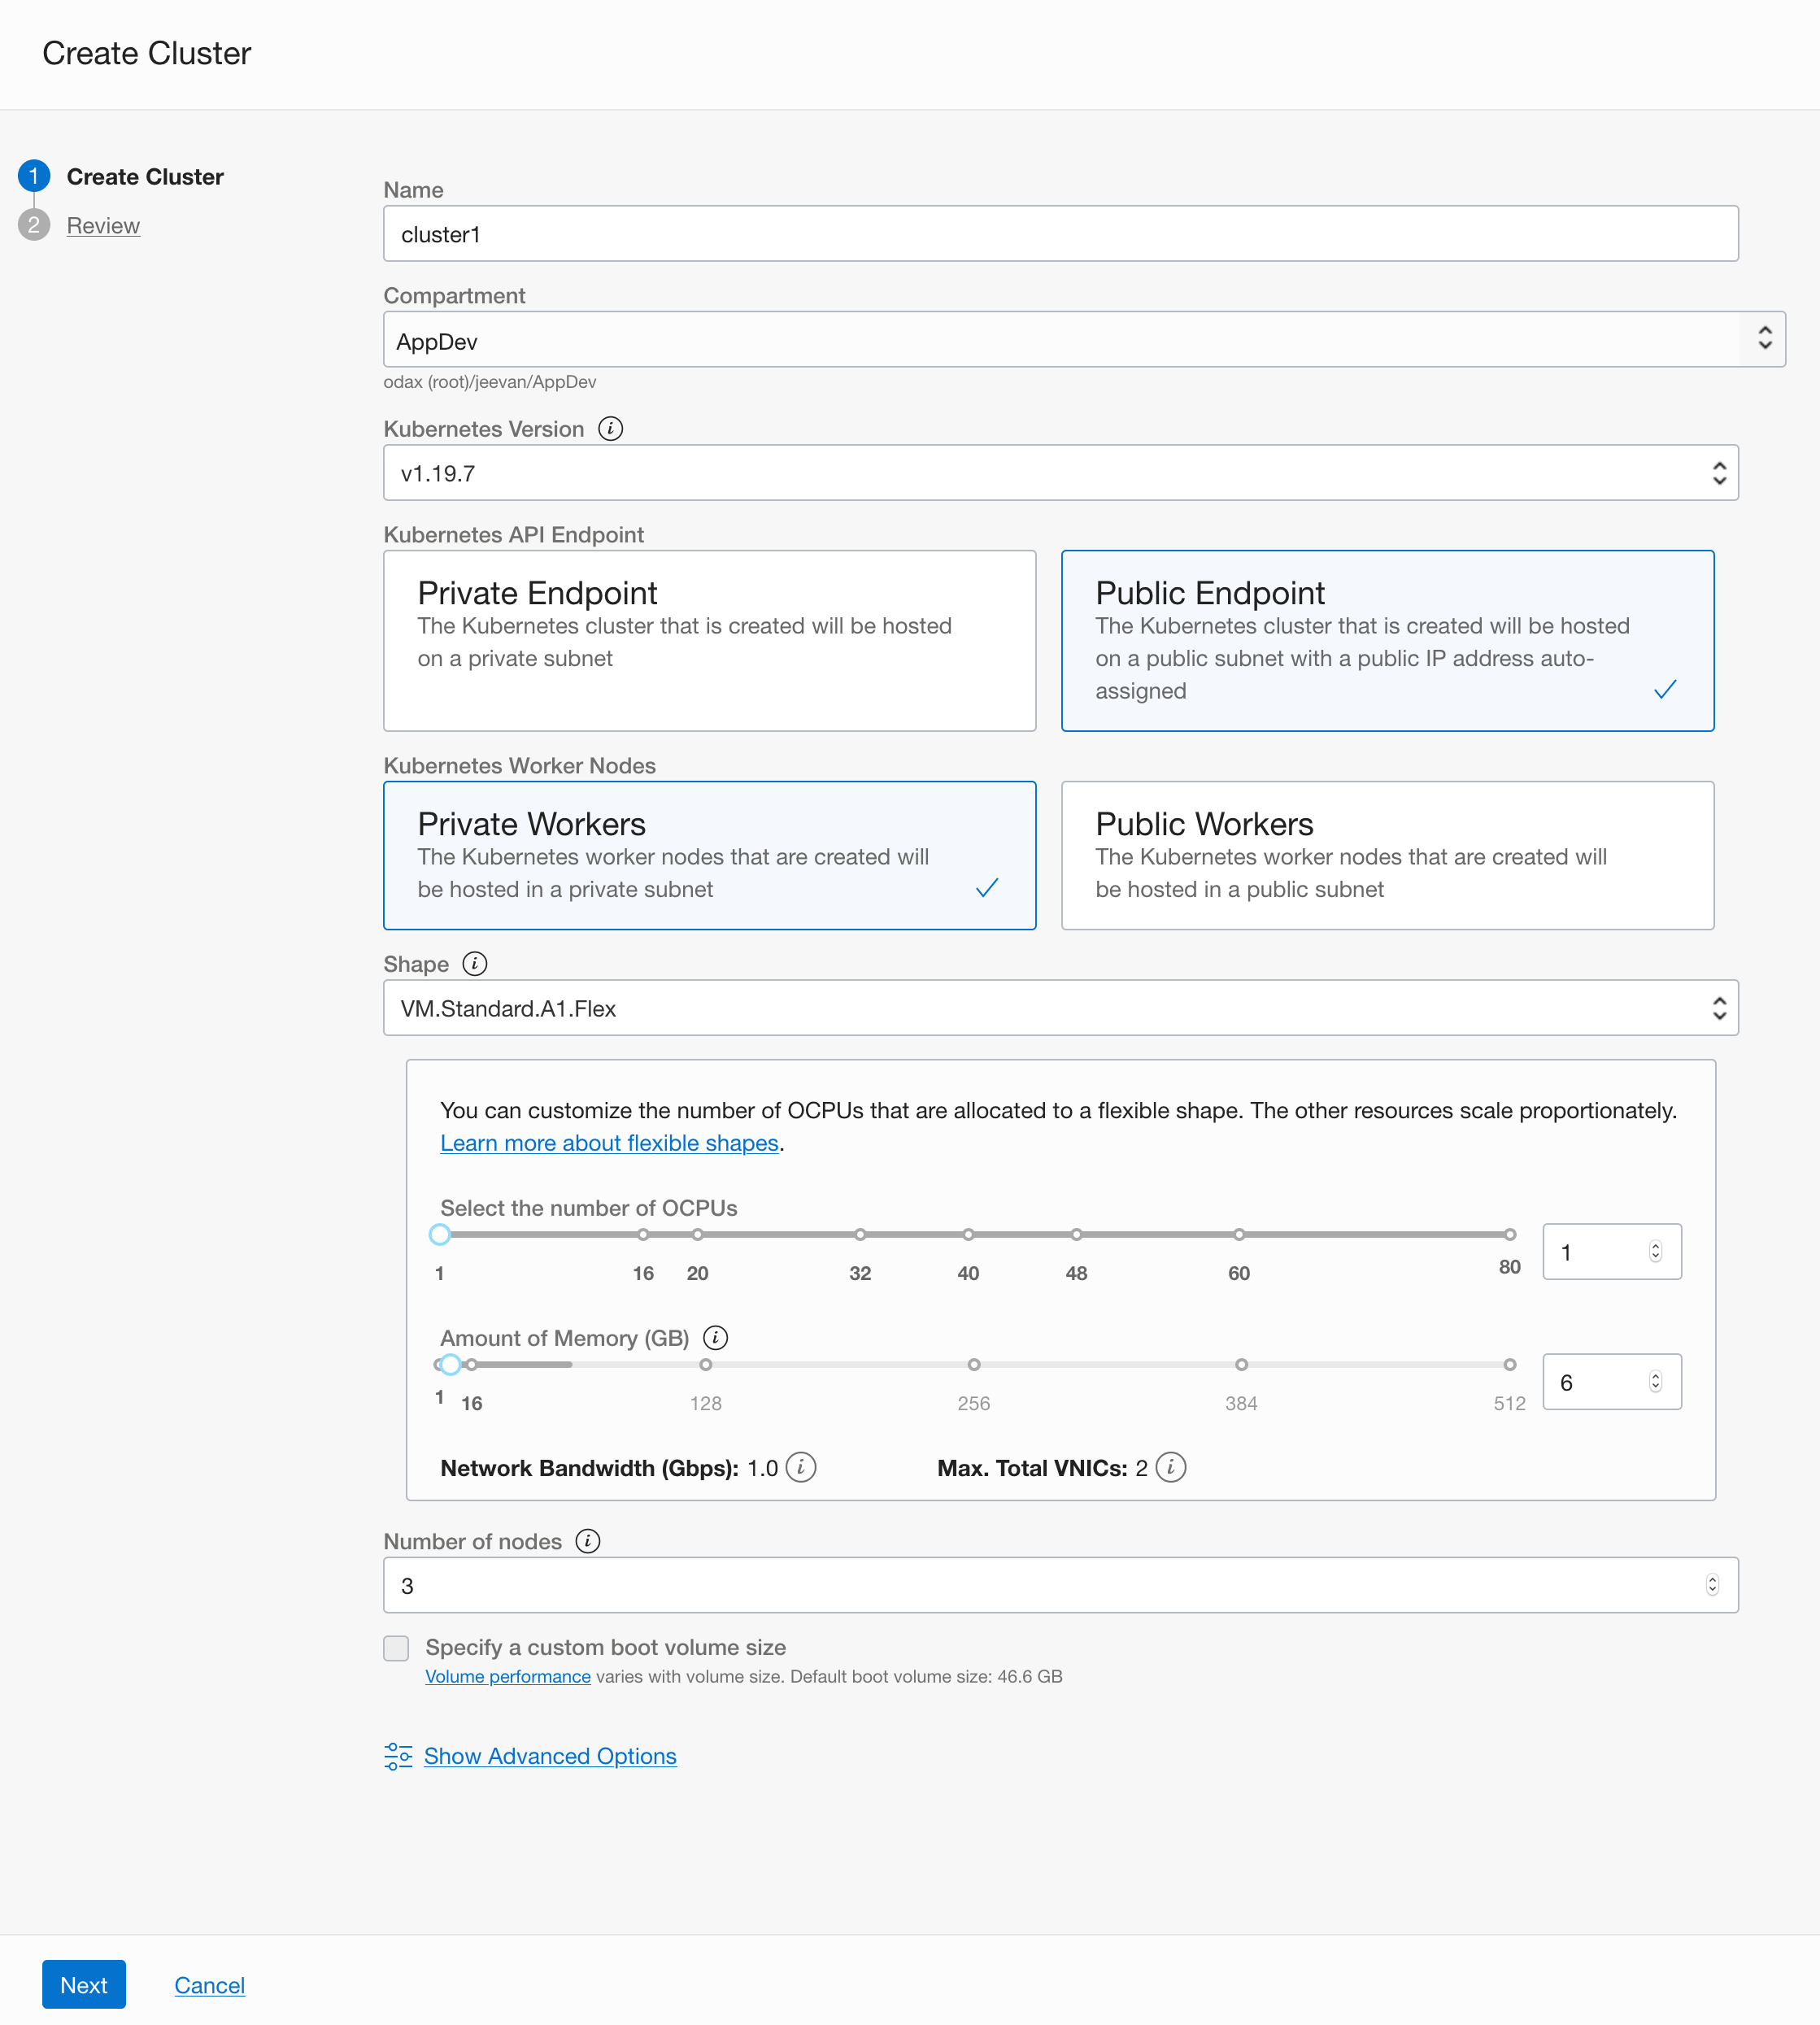 Create Cluster
1 Create Cluster
2 Review
Name
cluster1
Compartment
AppDev
odax (root)/jeevan/AppDev
Kubernetes Version i
v1.19.7
Kubernetes API Endpoint
Private Endpoint
The Kubernetes cluster that is created will be hosted
on a private subnet
Public Endpoint
The Kubernetes cluster that is created will be hosted
on a public subnet with a public IP address auto-
assigned
Kubernetes Worker Nodes
Private Workers
The Kubernetes worker nodes that are created will
be hosted in a private subnet
Public Workers
The Kubernetes worker nodes that are created will
be hosted in a public subnet
Shape i
VM.Standard.A1.Flex
You can customize the number of OCPUs that are allocated to a flexible shape. The other resources scale proportionately.
Learn more about flexible shapes.
Select the number of OCPUs
1 16 20 32 40 48 60 80
1
Amount of Memory (GB) i
1 16 128 256 384 512
6
Network Bandwidth (Gbps): 1.0 i Max. Total VNICs: 2 i
Number of nodes i
3
Specify a custom boot volume size
Volume performance varies with volume size. Default boot volume size: 46.6 GB
Show Advanced Options
Next Cancel